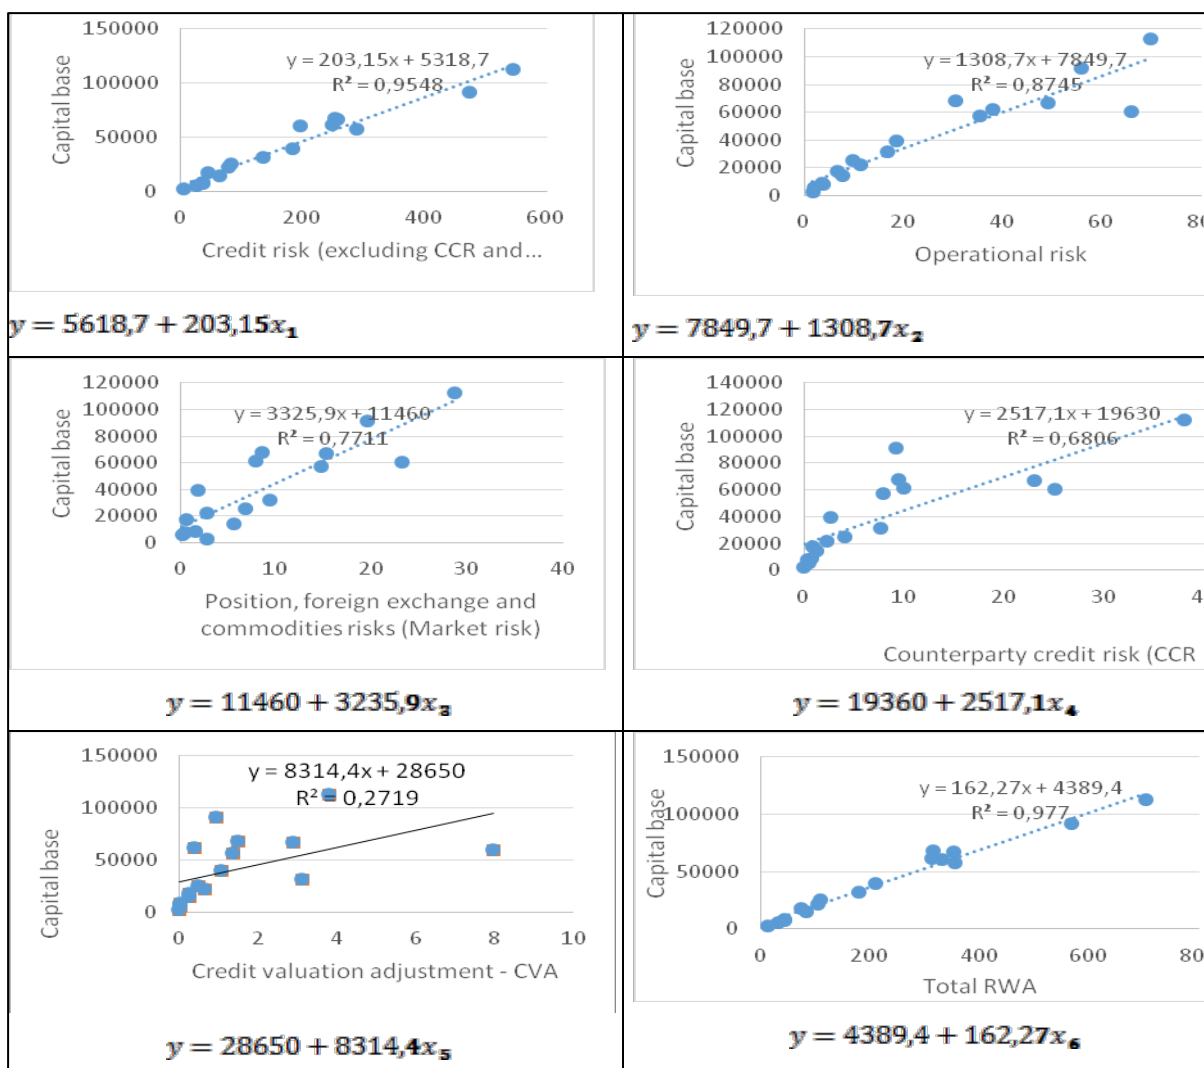 150000
100000
50000
0
0
200
400
600
Capital base
y = 203,15x + 5318,7
R² = 0,9548
Credit risk (excluding CCR and...
y = 5618,7 + 203,15x₁
120000
100000
80000
60000
40000
20000
0
0
20
40
60
80
Capital base
y = 1308,7x + 7849,7
R² = 0,8745
Operational risk
y = 7849,7 + 1308,7x₂
120000
100000
80000
60000
40000
20000
0
0
10
20
30
40
Capital base
y = 3325,9x + 11460
R² = 0,7711
Position, foreign exchange and
commodities risks (Market risk)
y = 11460 + 3235,9x₃
140000
120000
100000
80000
60000
40000
20000
0
0
10
20
30
4
Capital base
y = 2517,1x + 19630
R² = 0,6806
Counterparty credit risk (CCR
y = 19360 + 2517,1x₄
150000
100000
50000
0
0
2
4
6
8
10
Capital base
y = 8314,4x + 28650
R² = 0,2719
Credit valuation adjustment - CVA
y = 28650 + 8314,4x₅
150000
100000
50000
0
0
200
400
600
80
Capital base
y = 162,27x + 4389,4
R² = 0,977
Total RWA
y = 4389,4 + 162,27x₆